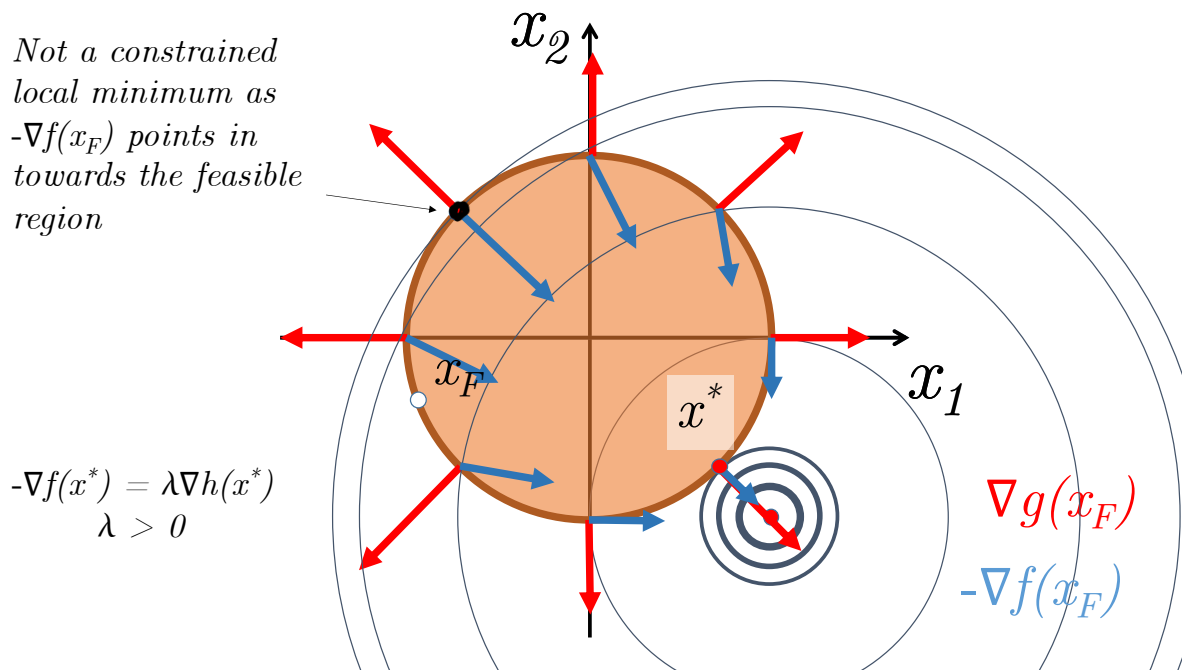 Not a constrained
local minimum as
-∇f(x_F) points in
towards the feasible
region
x_2
x_F
x_1
x^*
-∇f(x^*) = λ∇h(x^*)
λ > 0
∇g(x_F)
-∇f(x_F)